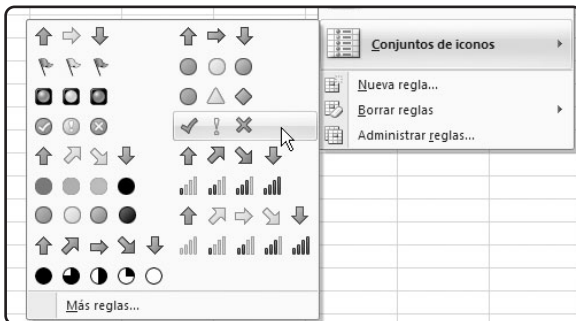 Conjuntos de iconos
Nueva regla...
Borrar reglas
Administrar reglas...
Más reglas...